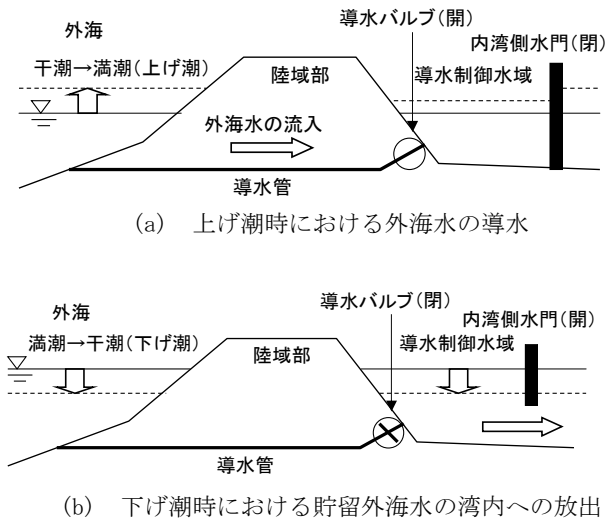 外海
導水バルブ(開)
内湾側水門(閉)
干潮→満潮(上げ潮)
陸域部
導水制御水域
外海水の流入
導水管
(a) 上げ潮時における外海水の導水
外海
導水バルブ(閉)
内湾側水門(開)
満潮→干潮(下げ潮)
陸域部
導水制御水域
導水管
(b) 下げ潮時における貯留外海水の湾内への放出